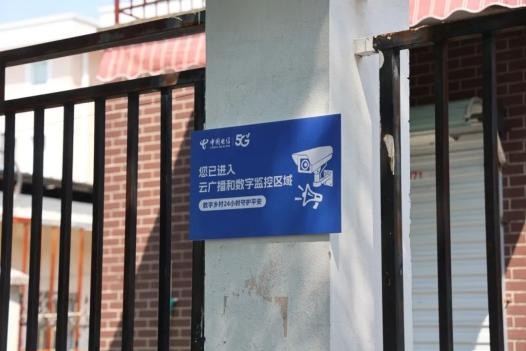 中国电信 5G
您已进入
云广播和数字监控区域
数字乡村24小时守护平安